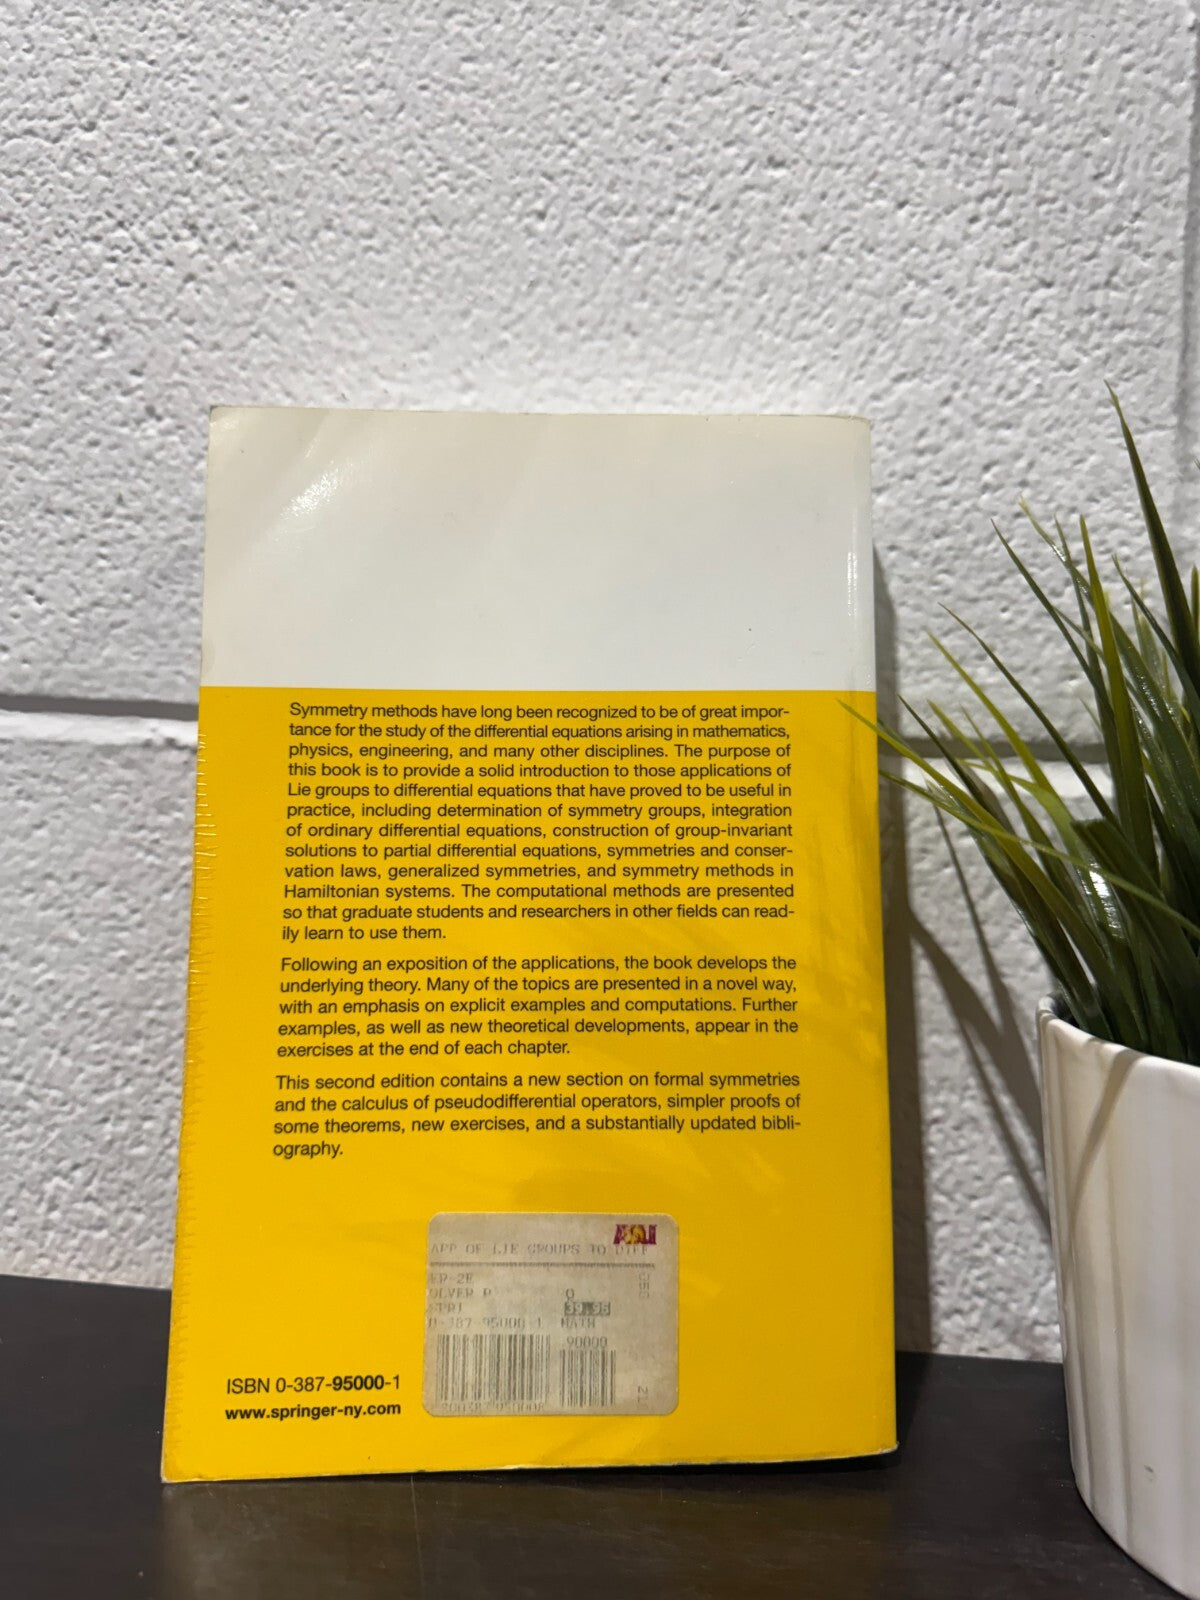 Symmetry methods have long been recognized to be of great impor-
tance for the study of the differential equations arising in mathematics,
physics, engineering, and many other disciplines. The purpose of
this book is to provide a solid introduction to those applications of
Lie groups to differential equations that have proved to be useful in
practice, including determination of symmetry groups, integration
of ordinary differential equations, construction of group-invariant
solutions to partial differential equations, symmetries and conser-
vation laws, generalized symmetries, and symmetry methods in
Hamiltonian systems. The computational methods are presented
so that graduate students and researchers in other fields can read-
ily learn to use them.
Following an exposition of the applications, the book develops the
underlying theory. Many of the topics are presented in a novel way,
with an emphasis on explicit examples and computations. Further
examples, as well as new theoretical developments, appear in the
exercises at the end of each chapter.
This second edition contains a new section on formal symmetries
and the calculus of pseudodifferential operators, simpler proofs of
some theorems, new exercises, and a substantially updated bibli-
ography.
ASU
APP OF LIE GROUPS TO DIFF
ED-2E
OLVER P
39.95
0-387-95000-1 MATH
90000
ISBN 0-387-95000-1
www.springer-ny.com